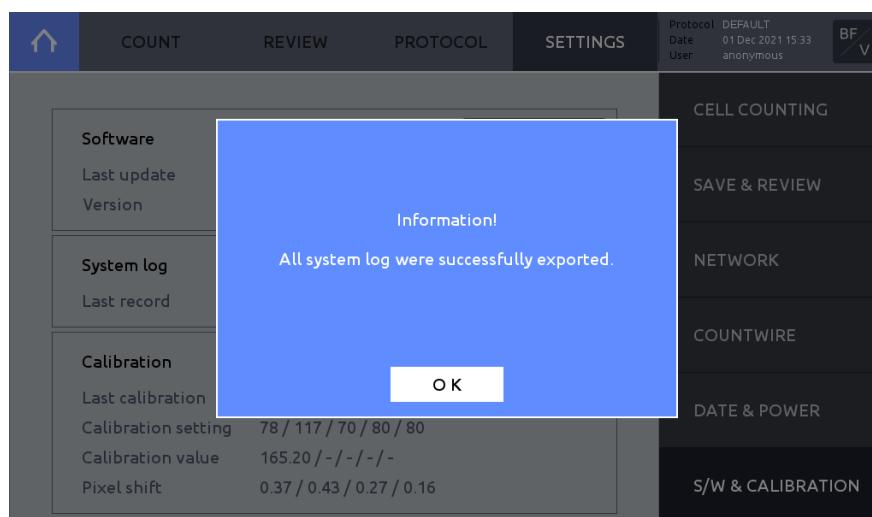 COUNT
REVIEW
PROTOCOL
SETTINGS
Protocol DEFAULT
Date 01 Dec 2021 15:33
User anonymous
BF
V
Software
Last update
Version
System log
Last record
Calibration
Last calibration
Calibration setting 78 / 117 / 70 / 80 / 80
Calibration value 165.20 / - / - / - / -
Pixel shift 0.37 / 0.43 / 0.27 / 0.16
Information!
All system log were successfully exported.
O K
CELL COUNTING
SAVE & REVIEW
NETWORK
COUNTWIRE
DATE & POWER
S/W & CALIBRATION